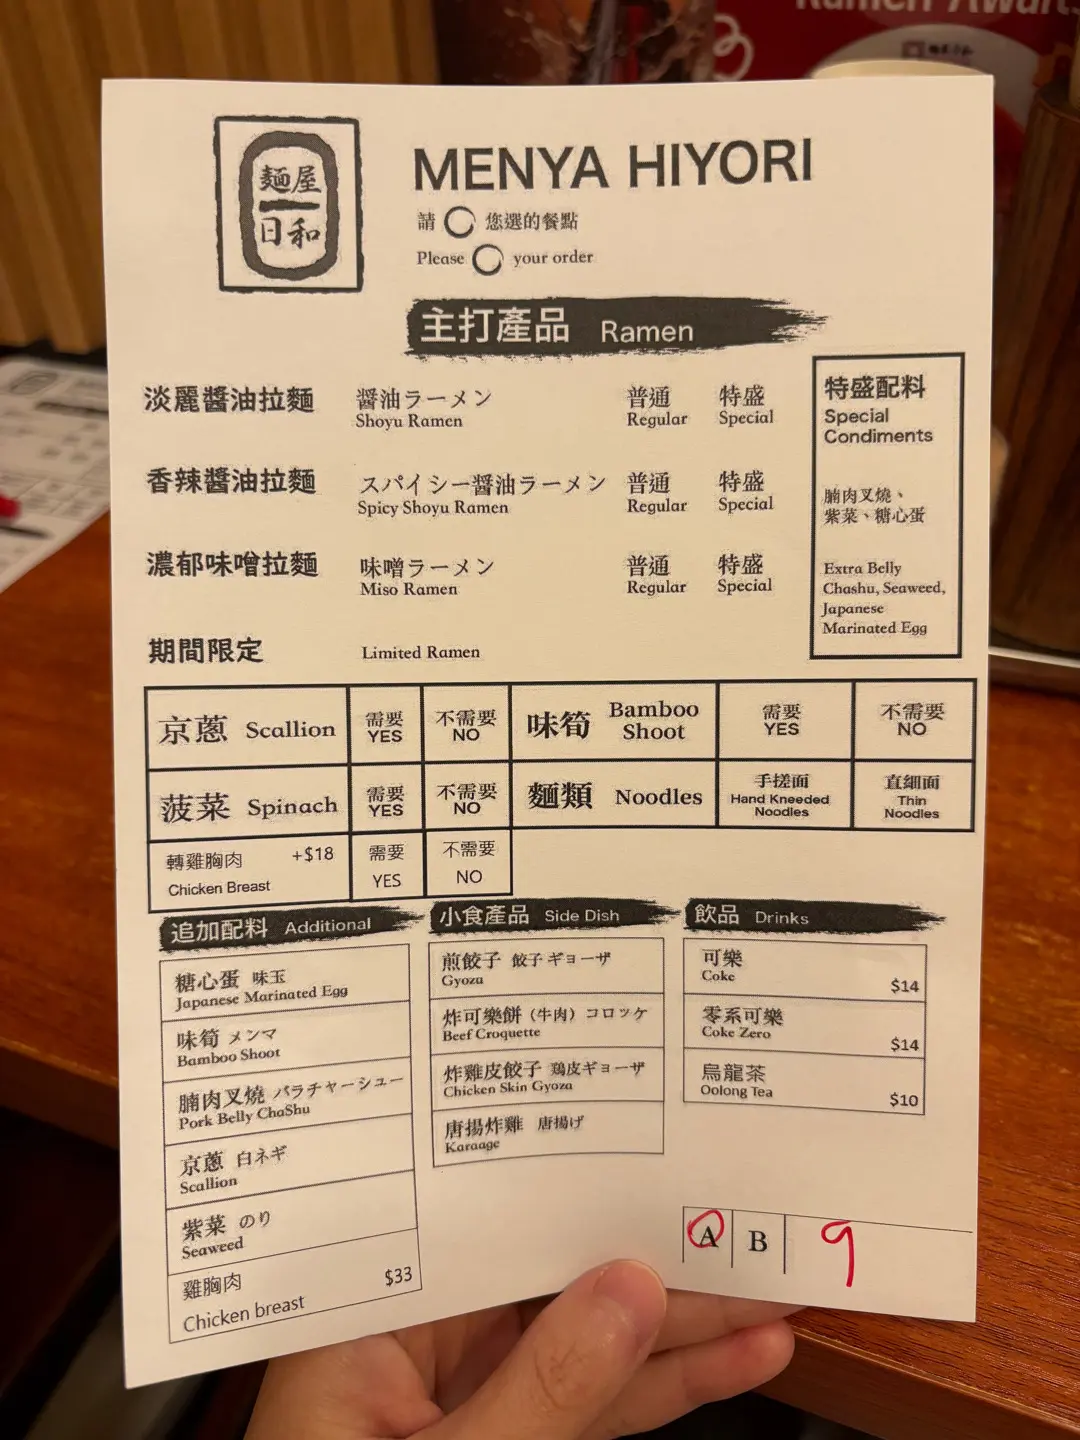 Ramen Awar
麵屋
日和
MENYA HIYORI
請 您選的餐點
Please your order
主打產品 Ramen
淡麗醬油拉麵 醤油ラーメン 普通 特盛
Shoyu Ramen Regular Special
香辣醬油拉麵 スパイシー醤油ラーメン 普通 特盛
Spicy Shoyu Ramen Regular Special
濃郁味噌拉麵 味噌ラーメン 普通 特盛
Miso Ramen Regular Special
期間限定 Limited Ramen
特盛配料
Special
Condiments
腩肉叉燒、
紫菜、糖心蛋
Extra Belly
Chashu, Seaweed,
Japanese
Marinated Egg
京蔥 Scallion 需要 YES 不需要 NO 味筍 Bamboo Shoot 需要 YES 不需要 NO
菠菜 Spinach 需要 YES 不需要 NO 麵類 Noodles 手搓面 Hand Kneeded Noodles 直細面 Thin Noodles
轉雞胸肉 +$18 需要 不需要
Chicken Breast YES NO
追加配料 Additional
糖心蛋 味玉
Japanese Marinated Egg
味筍 メンマ
Bamboo Shoot
腩肉叉燒 バラチャーシュー
Pork Belly ChaShu
京蔥 白ネギ
Scallion
紫菜 のり
Seaweed
雞胸肉 $33
Chicken breast
小食產品 Side Dish
煎餃子 餃子ギョーザ
Gyoza
炸可樂餅（牛肉）コロッケ
Beef Croquette
炸雞皮餃子 鶏皮ギョーザ
Chicken Skin Gyoza
唐揚炸雞 唐揚げ
Karaage
飲品 Drinks
可樂
Coke $14
零系可樂
Coke Zero $14
烏龍茶
Oolong Tea $10
A B 9